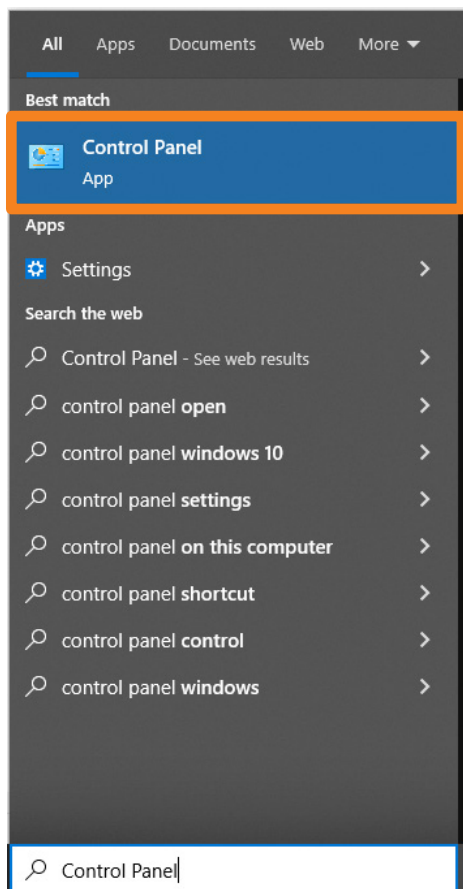 All Apps Documents Web More
Best match
Control Panel
App
Apps
Settings
Search the web
Control Panel - See web results
control panel open
control panel windows 10
control panel settings
control panel on this computer
control panel shortcut
control panel control
control panel windows
Control Panel